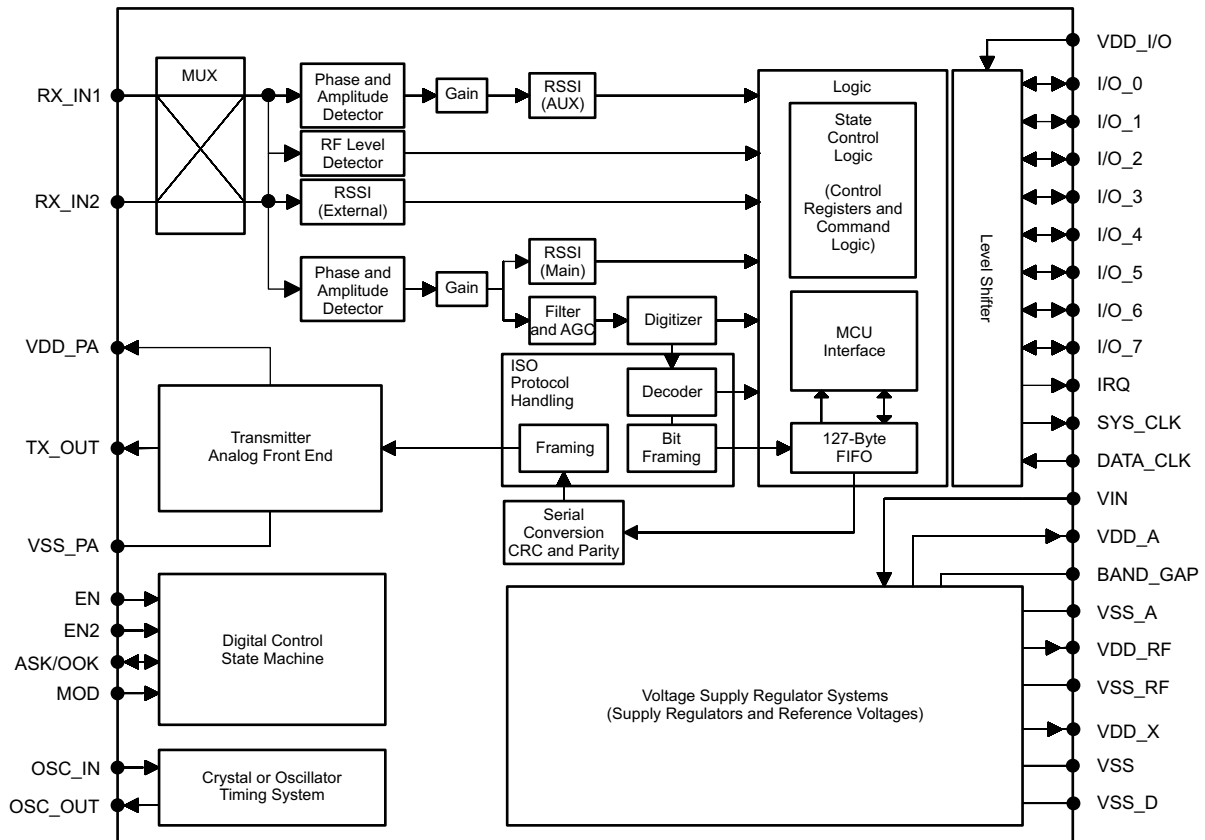 RX_IN1
RX_IN2
VDD_PA
TX_OUT
VSS_PA
EN
EN2
ASK/OOK
MOD
OSC_IN
OSC_OUT
MUX
Phase and
Amplitude
Detector
Gain
RSSI
(AUX)
RF Level
Detector
RSSI
(External)
Phase and
Amplitude
Detector
Gain
RSSI
(Main)
Filter
and AGC
Digitizer
ISO
Protocol
Handling
Decoder
Bit
Framing
Framing
Serial
Conversion
CRC and Parity
Transmitter
Analog Front End
Digital Control
State Machine
Crystal or Oscillator
Timing System
Logic
State
Control
Logic
(Control
Registers and
Command
Logic)
MCU
Interface
127-Byte
FIFO
Level Shifter
Voltage Supply Regulator Systems
(Supply Regulators and Reference Voltages)
VDD_I/O
I/O_0
I/O_1
I/O_2
I/O_3
I/O_4
I/O_5
I/O_6
I/O_7
IRQ
SYS_CLK
DATA_CLK
VIN
VDD_A
BAND_GAP
VSS_A
VDD_RF
VSS_RF
VDD_X
VSS
VSS_D